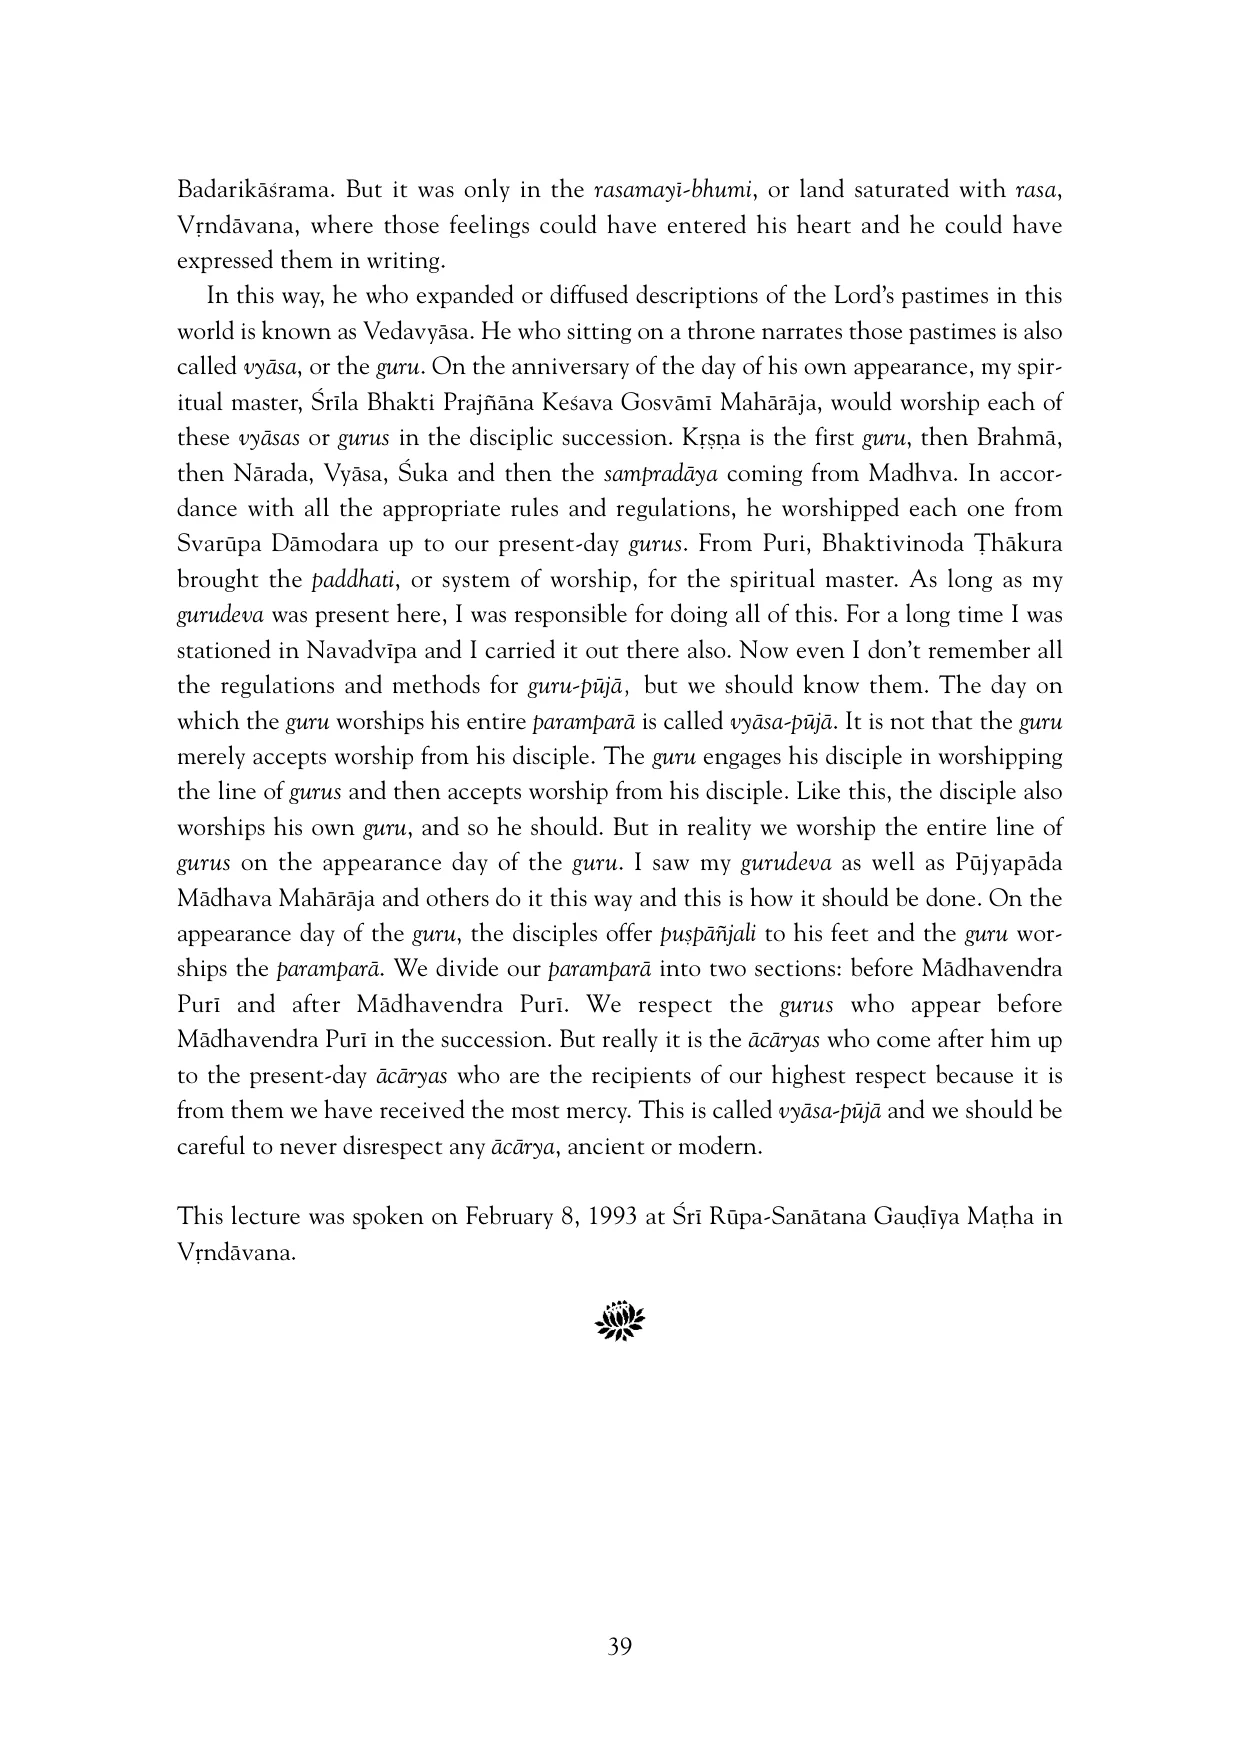 Badarikāśrama. But it was only in the rasamayī-bhumi, or land saturated with rasa,
Vṛndāvana, where those feelings could have entered his heart and he could have
expressed them in writing.
In this way, he who expanded or diffused descriptions of the Lord’s pastimes in this
world is known as Vedavyāsa. He who sitting on a throne narrates those pastimes is also
called vyāsa, or the guru. On the anniversary of the day of his own appearance, my spir-
itual master, Śrīla Bhakti Prajñāna Keśava Gosvāmī Mahārāja, would worship each of
these vyāsas or gurus in the disciplic succession. Kṛṣṇa is the first guru, then Brahmā,
then Nārada, Vyāsa, Śuka and then the sampradāya coming from Madhva. In accor-
dance with all the appropriate rules and regulations, he worshipped each one from
Svarūpa Dāmodara up to our present-day gurus. From Puri, Bhaktivinoda Ṭhākura
brought the paddhati, or system of worship, for the spiritual master. As long as my
gurudeva was present here, I was responsible for doing all of this. For a long time I was
stationed in Navadvīpa and I carried it out there also. Now even I don’t remember all
the regulations and methods for guru-pūjā, but we should know them. The day on
which the guru worships his entire paramparā is called vyāsa-pūjā. It is not that the guru
merely accepts worship from his disciple. The guru engages his disciple in worshipping
the line of gurus and then accepts worship from his disciple. Like this, the disciple also
worships his own guru, and so he should. But in reality we worship the entire line of
gurus on the appearance day of the guru. I saw my gurudeva as well as Pūjyapāda
Mādhava Mahārāja and others do it this way and this is how it should be done. On the
appearance day of the guru, the disciples offer puṣpāñjali to his feet and the guru wor-
ships the paramparā. We divide our paramparā into two sections: before Mādhavendra
Purī and after Mādhavendra Purī. We respect the gurus who appear before
Mādhavendra Purī in the succession. But really it is the ācāryas who come after him up
to the present-day ācāryas who are the recipients of our highest respect because it is
from them we have received the most mercy. This is called vyāsa-pūjā and we should be
careful to never disrespect any ācārya, ancient or modern.
This lecture was spoken on February 8, 1993 at Śrī Rūpa-Sanātana Gauḍīya Maṭha in
Vṛndāvana.
39